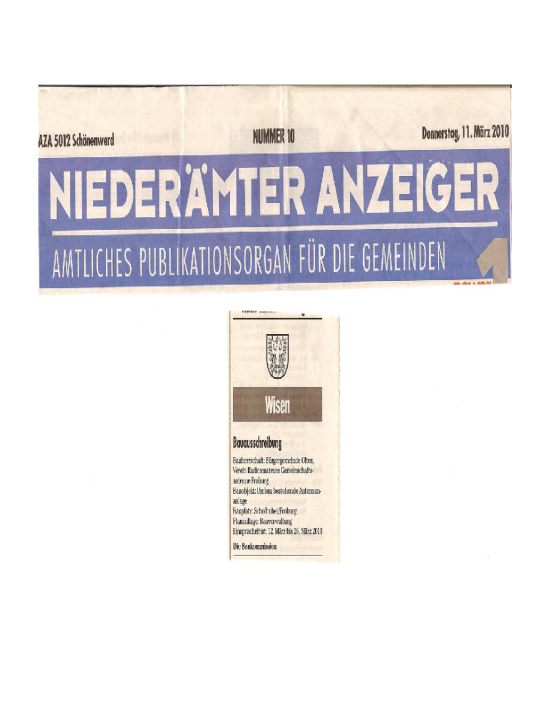 AZA 5012 Schönenwerd NUMMER 10 Donnerstag, 11. März 2010
NIEDERÄMTER ANZEIGER
AMTLICHES PUBLIKATIONSORGAN FÜR DIE GEMEINDEN
Wisen
Bauausschreibung
Bauherrschaft: Bürgergemeinde Olten,
Verein Radioamateure Gemeinschafts-
antenne Froburg
Bauobjekt: Umbau bestehende Antennen-
anlage
Bauplatz: /Froburg
Planauflage: Bauverwaltung
Einsprachefrist: 12. März bis 26. März 2010
Die Baukommission